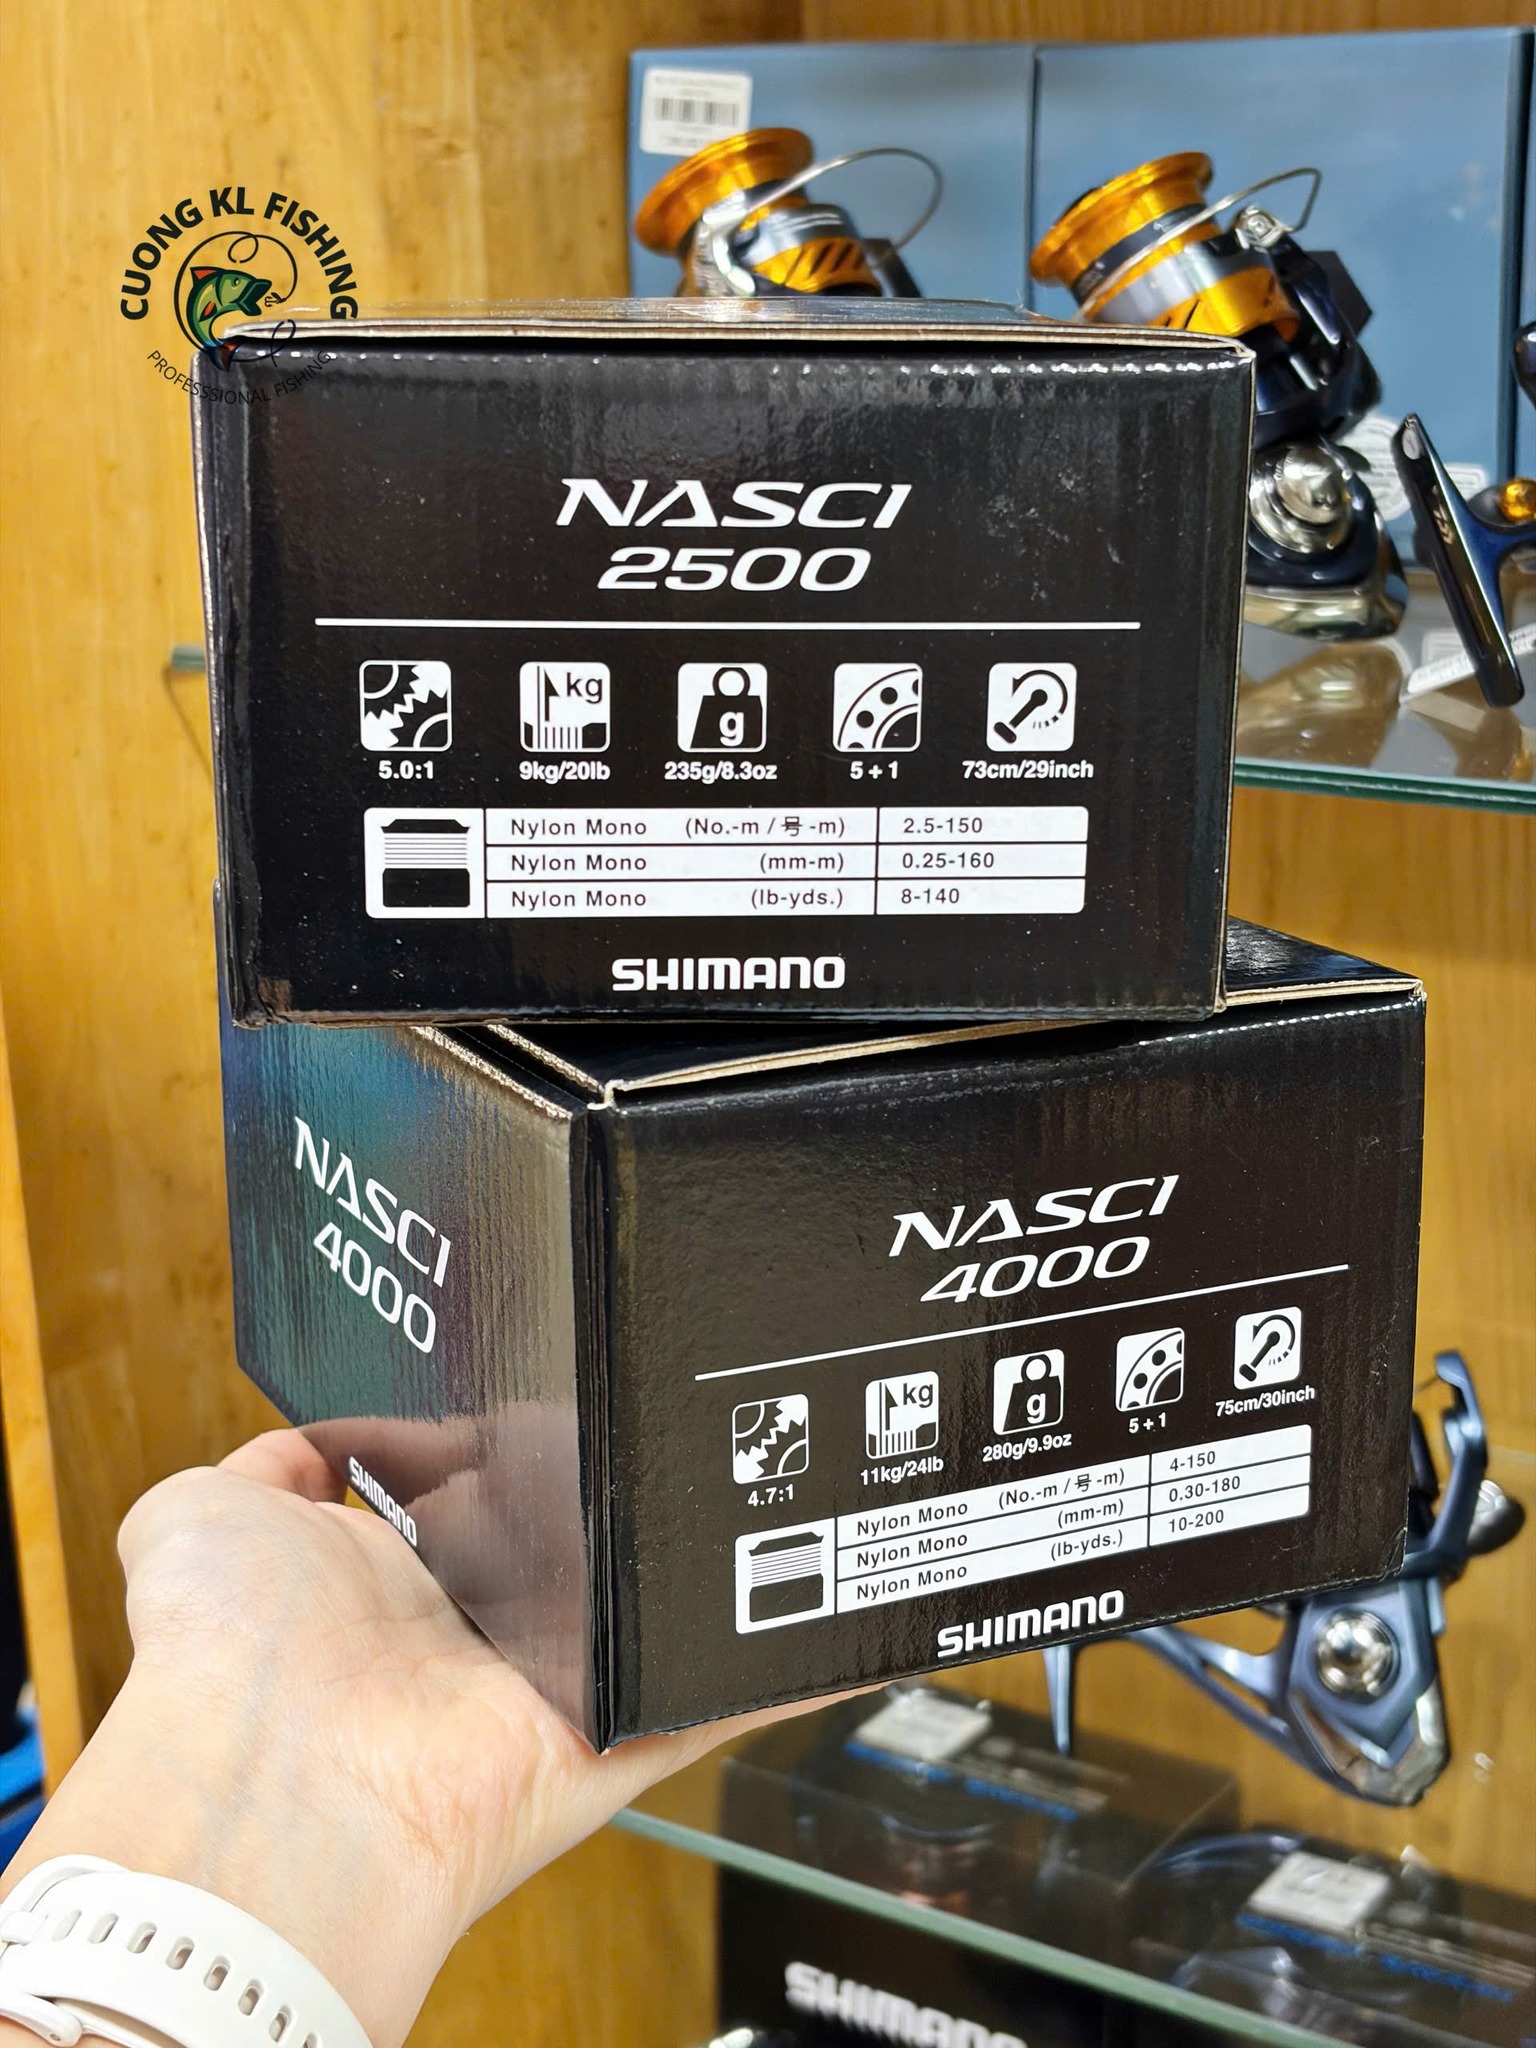 CUONG KL FISHING
PROFESSSIONAL FISHING
NASCI
2500
kg
g
5.0:1
9kg/20lb
235g/8.3oz
5+1
73cm/29inch
Nylon Mono (No.-m / 号 -m) 2.5-150
Nylon Mono (mm-m) 0.25-160
Nylon Mono (lb-yds.) 8-140
SHIMANO
NASCI
4000
SHIMANO
NASCI
4000
kg
g
4.7:1
11kg/24lb
280g/9.9oz
5+1
75cm/30inch
Nylon Mono (No.-m / 号 -m) 4-150
Nylon Mono (mm-m) 0.30-180
Nylon Mono (lb-yds.) 10-200
SHIMANO
SHIMANO